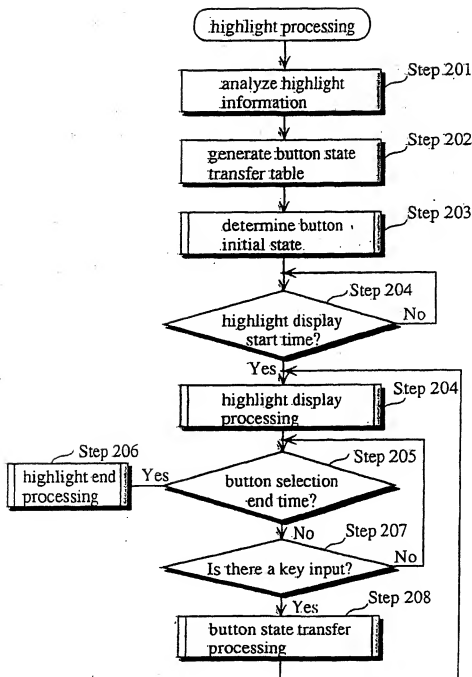 highlight processing
Step 201
analyze highlight
information
Step 202
generate button state
transfer table
Step 203
determine button
initial state
Step 204
highlight display
start time?
No
Yes
Step 204
highlight display
processing
Step 206
Step 205
highlight end
processing
Yes
button selection
end time?
No
Step 207
Is there a key input?
No
Yes
Step 208
button state transfer
processing